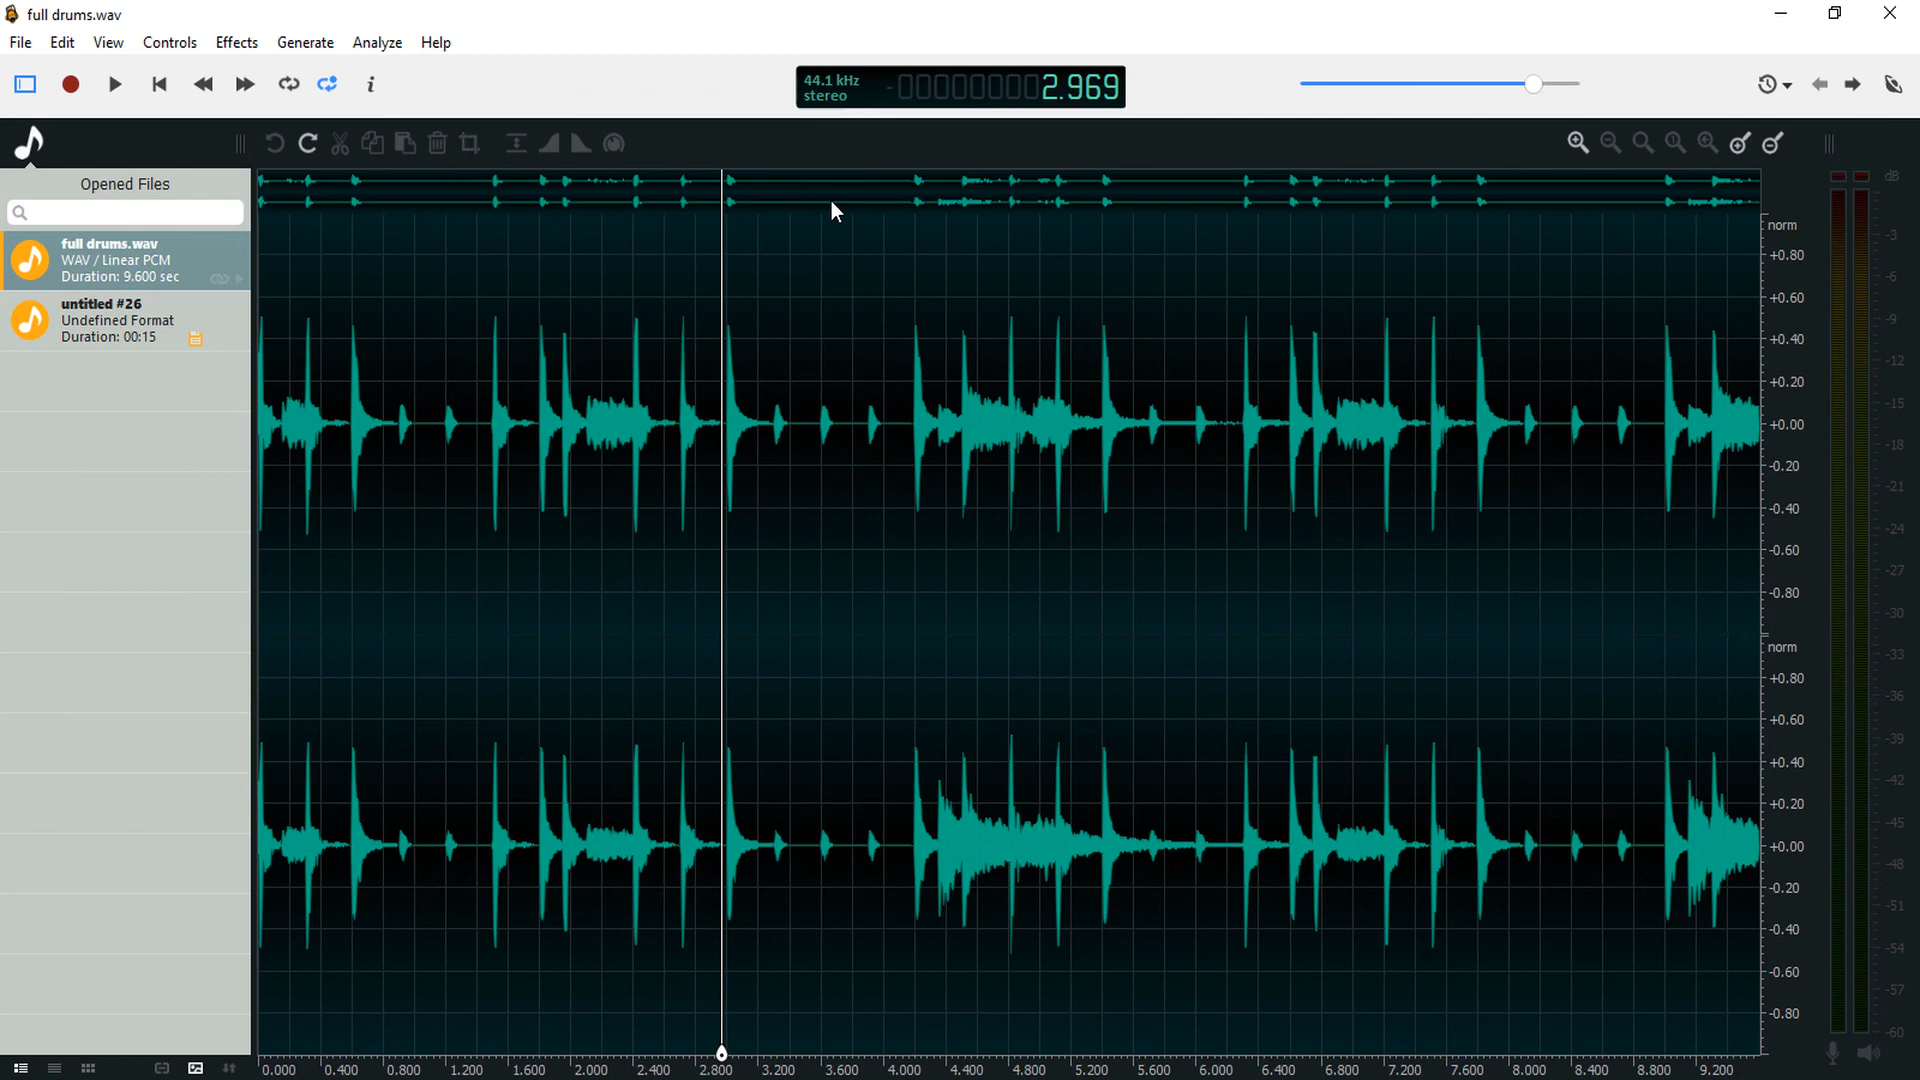 full drums.wav
File Edit View Controls Effects Generate Analyze Help
44.1 kHz
stereo
-2.969
Opened Files
full drums.wav
WAV / Linear PCM
Duration: 9.600 sec
untitled #26
Undefined Format
Duration: 00:15
norm
+0.80
+0.60
+0.40
+0.20
+0.00
-0.20
-0.40
-0.60
-0.80
norm
+0.80
+0.60
+0.40
+0.20
+0.00
-0.20
-0.40
-0.60
-0.80
dB
-3
-6
-9
-12
-15
-18
-21
-24
-27
-30
-33
-36
-39
-42
-45
-48
-51
-54
-57
-60
0.000 0.400 0.800 1.200 1.600 2.000 2.400 2.800 3.200 3.600 4.000 4.400 4.800 5.200 5.600 6.000 6.400 6.800 7.200 7.600 8.000 8.400 8.800 9.200